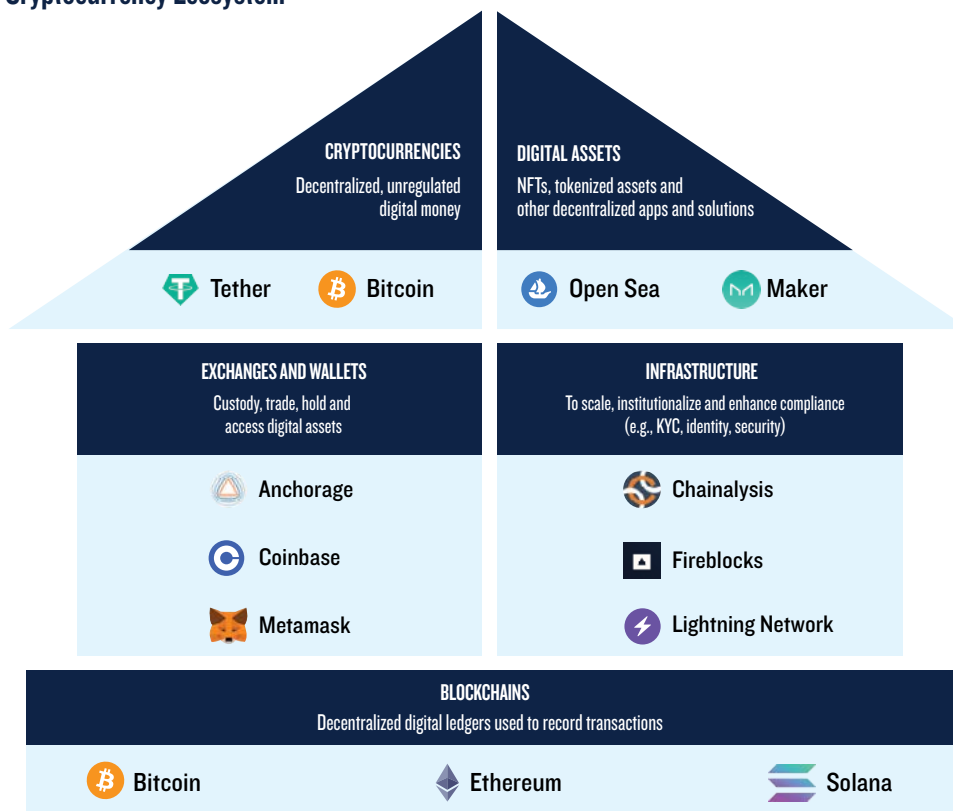 Cryptocurrency Ecosystem
CRYPTOCURRENCIES
Decentralized, unregulated
digital money
DIGITAL ASSETS
NFTs, tokenized assets and
other decentralized apps and solutions
Tether
Bitcoin
Open Sea
Maker
EXCHANGES AND WALLETS
Custody, trade, hold and
access digital assets
INFRASTRUCTURE
To scale, institutionalize and enhance compliance
(e.g., KYC, identity, security)
Anchorage
Coinbase
Metamask
Chainalysis
Fireblocks
Lightning Network
BLOCKCHAINS
Decentralized digital ledgers used to record transactions
Bitcoin
Ethereum
Solana